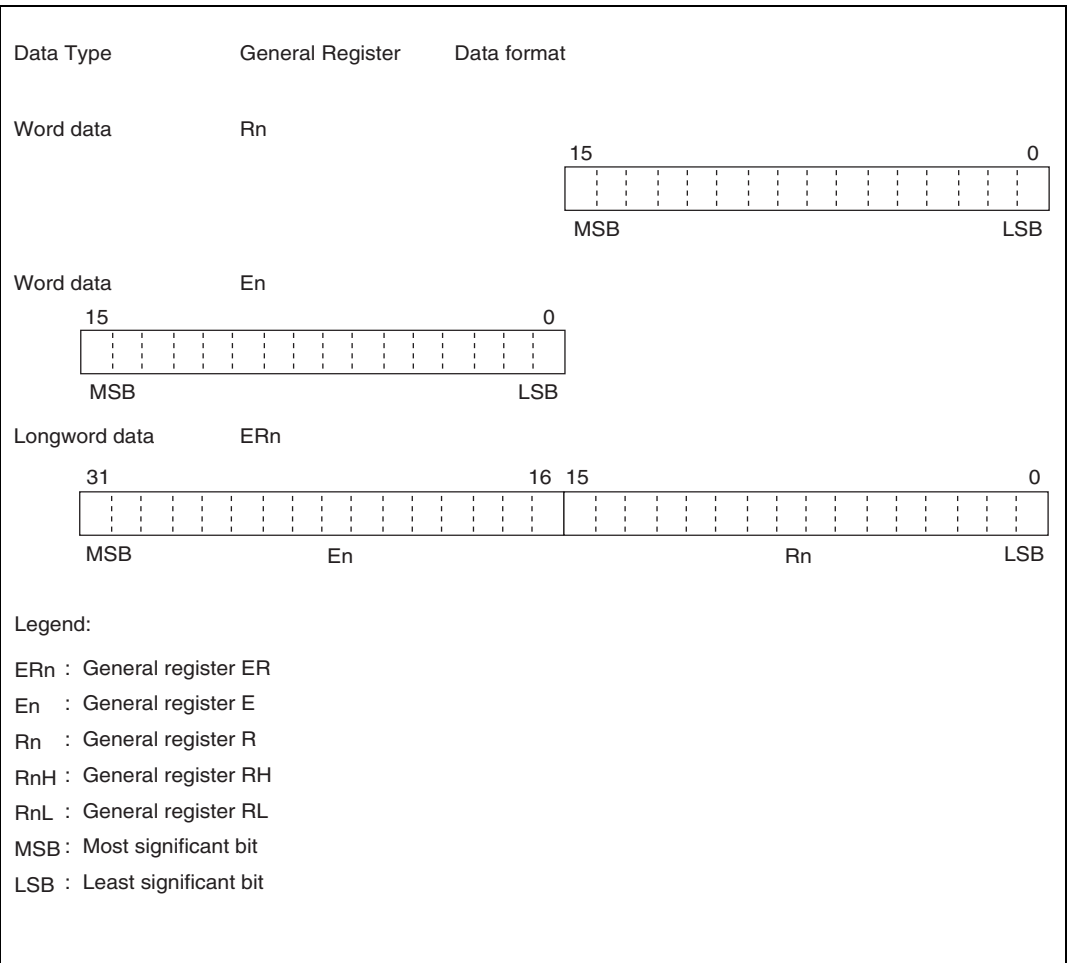 Data Type General Register Data format
Word data Rn
15 0
MSB LSB
Word data En
15 0
MSB LSB
Longword data ERn
31 16 15 0
MSB En Rn LSB
Legend:
ERn : General register ER
En : General register E
Rn : General register R
RnH : General register RH
RnL : General register RL
MSB : Most significant bit
LSB : Least significant bit